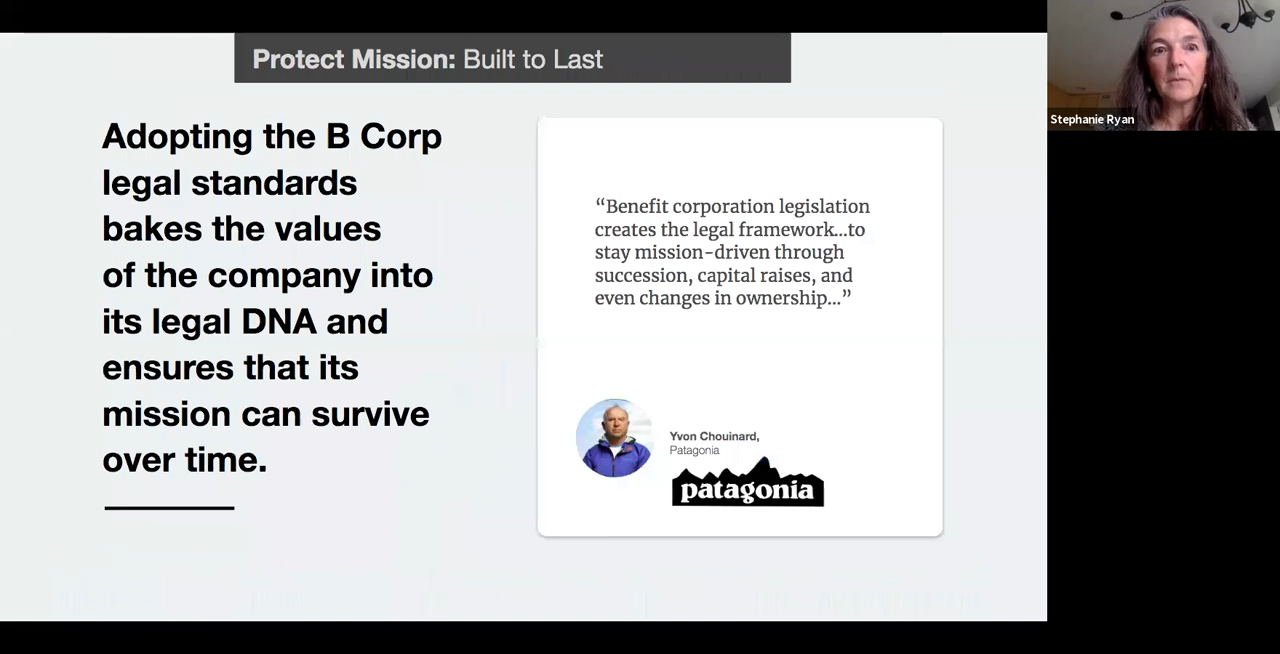 Protect Mission: Built to Last
Adopting the B Corp
legal standards
bakes the values
of the company into
its legal DNA and
ensures that its
mission can survive
over time.
“Benefit corporation legislation
creates the legal framework...to
stay mission-driven through
succession, capital raises, and
even changes in ownership...”
Yvon Chouinard,
Patagonia
patagonia
Stephanie Ryan